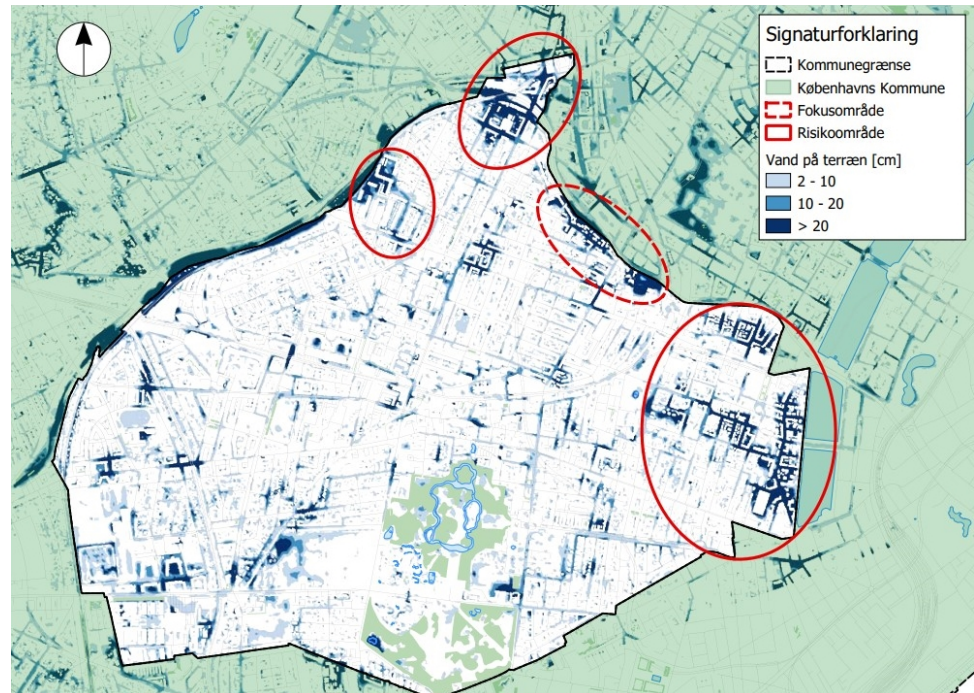 Signaturforklaring
Kommunegrænse
Københavns Kommune
Fokusområde
Risikoområde
Vand på terræn [cm]
2 - 10
10 - 20
> 20